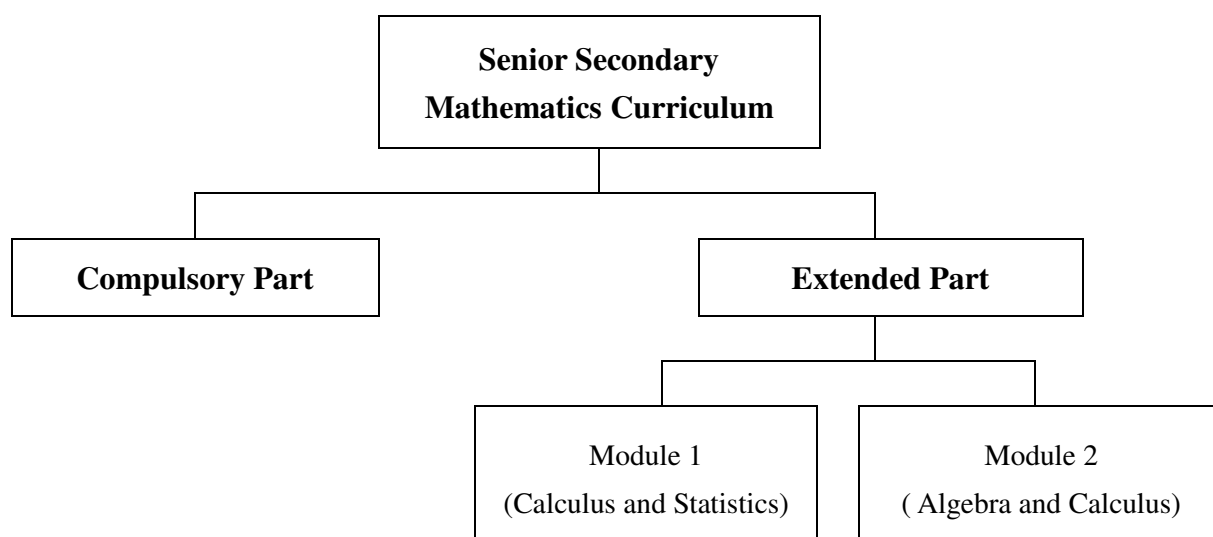 Senior Secondary
Mathematics Curriculum
Compulsory Part
Extended Part
Module 1
(Calculus and Statistics)
Module 2
( Algebra and Calculus)